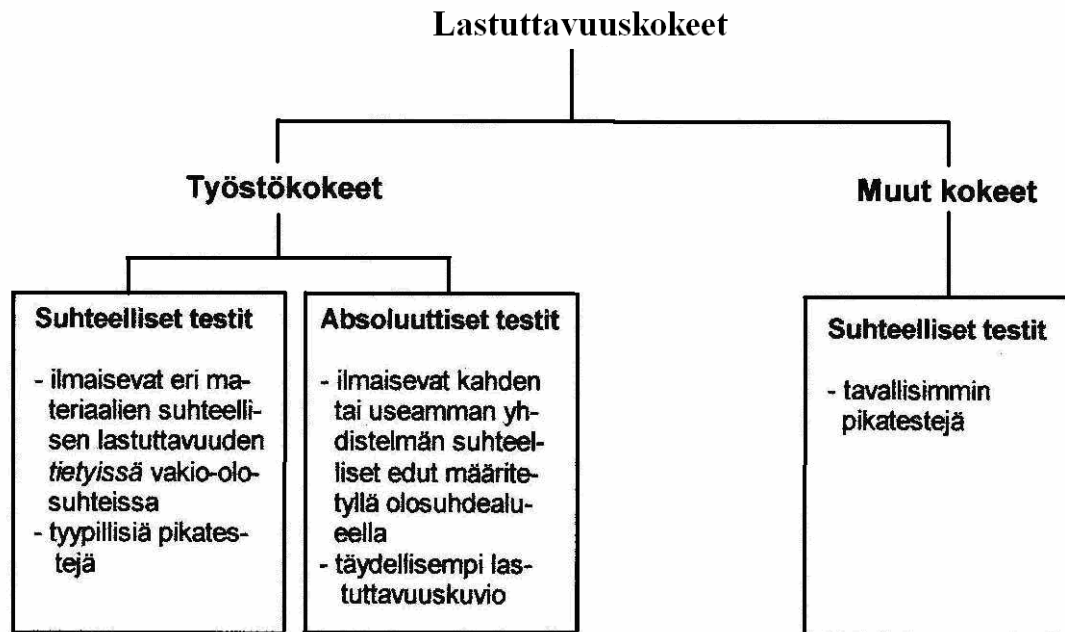 Lastuttavuuskokeet
Työstökokeet
Muut kokeet
Suhteelliset testit
- ilmaisevat eri ma-
teriaalien suhteelli-
sen lastuttavuuden
tietyissä vakio-olo-
suhteissa
- tyypillisiä pikates-
tejä
Absoluuttiset testit
- ilmaisevat kahden
tai useamman yh-
distelmän suhteel-
liset edut määrite-
tyllä olosuhdealu-
eella
- täydellisempi las-
tuttavuuskuvio
Suhteelliset testit
- tavallisimmin
pikatestejä